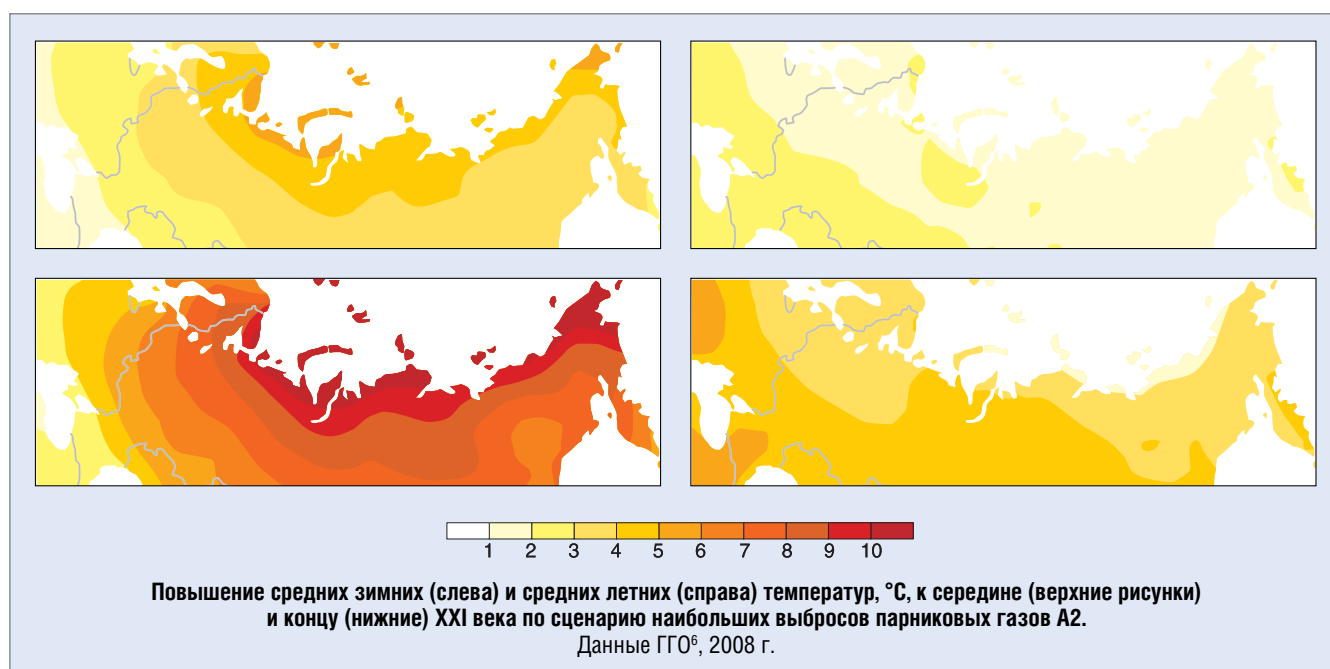 1 2 3 4 5 6 7 8 9 10
Повышение средних зимних (слева) и средних летних (справа) температур, °C, к середине (верхние рисунки)
и концу (нижние) XXI века по сценарию наибольших выбросов парниковых газов А2.
Данные ГГО⁶, 2008 г.